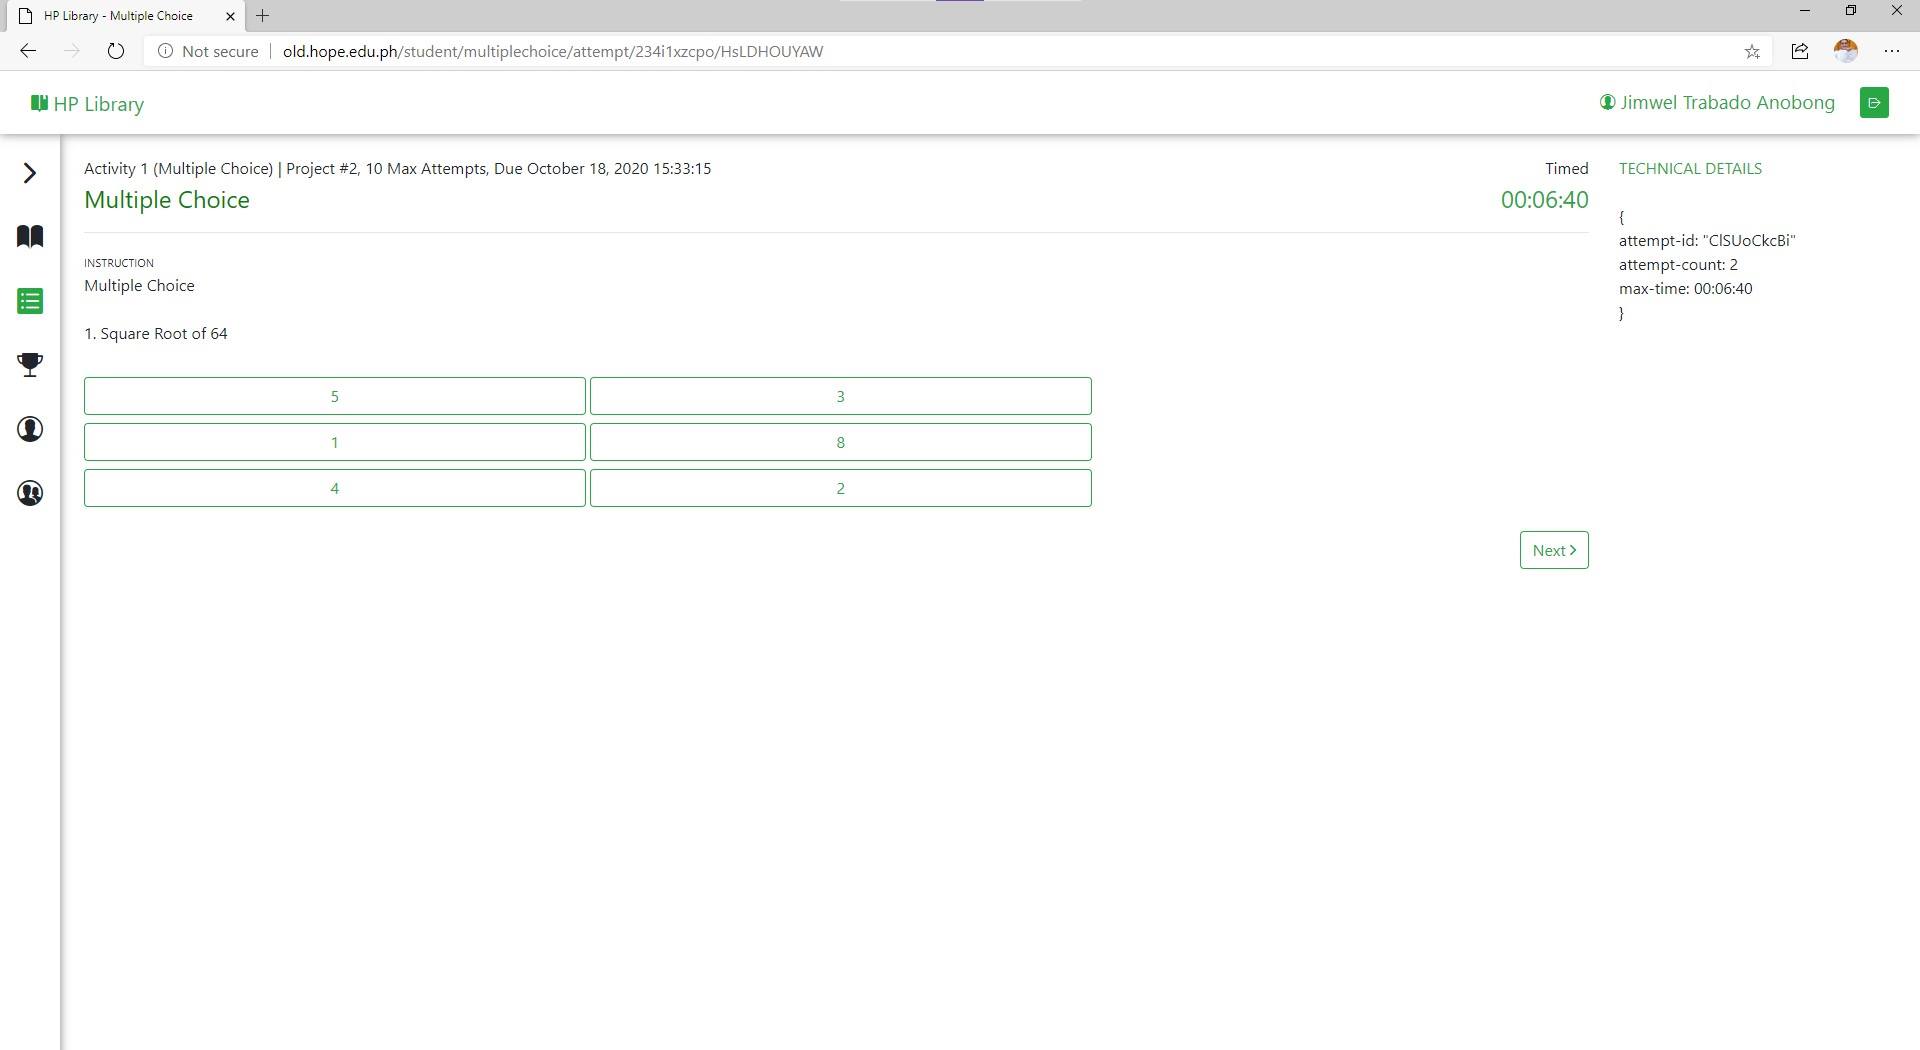 HP Library - Multiple Choice
Not secure
old.hope.edu.ph/student/multiplechoice/attempt/234i1xzcpo/HsLDHOUYAW
HP Library
Jimwel Trabado Anobong
Activity 1 (Multiple Choice) | Project #2, 10 Max Attempts, Due October 18, 2020 15:33:15
Timed
Multiple Choice
00:06:40
INSTRUCTION
Multiple Choice
1. Square Root of 64
5
3
1
8
4
2
Next
TECHNICAL DETAILS
{
attempt-id: "ClSUoCkcBi"
attempt-count: 2
max-time: 00:06:40
}